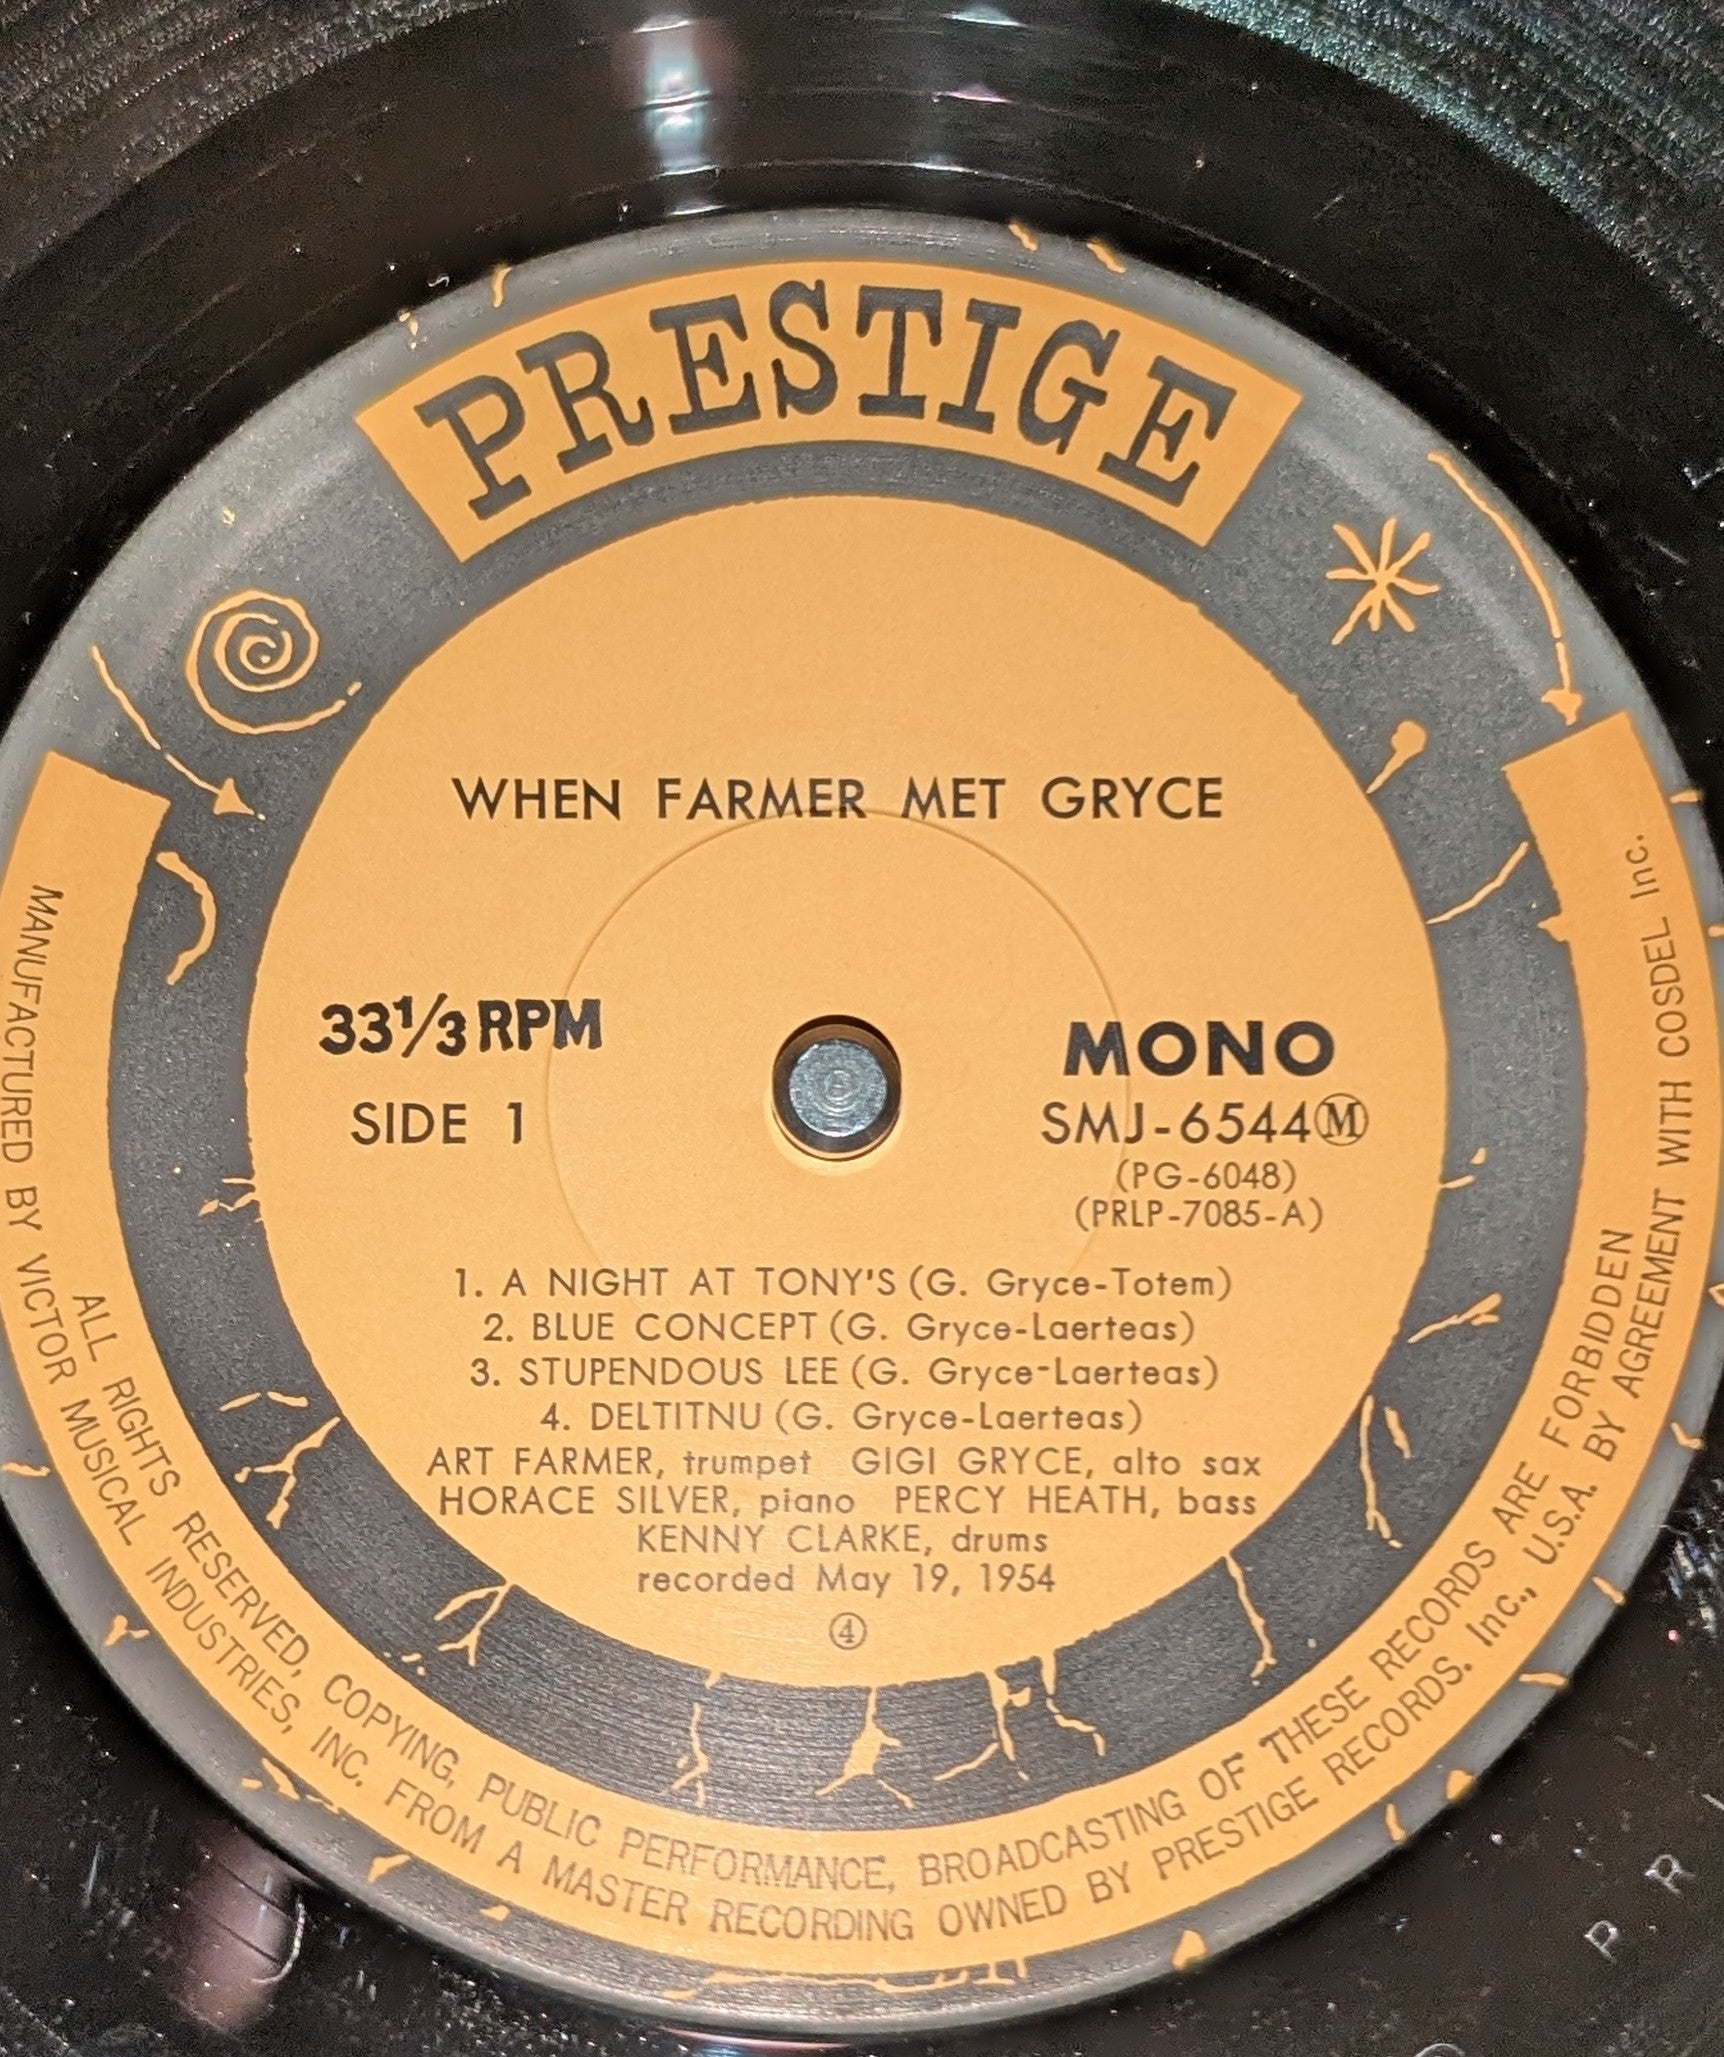 PRESTIGE
WHEN FARMER MET GRYCE
33⅓ RPM
SIDE 1
MONO
SMJ-6544Ⓜ
(PG-6048)
(PRLP-7085-A)
1. A NIGHT AT TONY'S (G. Gryce-Totem)
2. BLUE CONCEPT (G. Gryce-Laerteas)
3. STUPENDOUS LEE (G. Gryce-Laerteas)
4. DELTITNU (G. Gryce-Laerteas)
ART FARMER, trumpet GIGI GRYCE, alto sax
HORACE SILVER, piano PERCY HEATH, bass
KENNY CLARKE, drums
recorded May 19, 1954
④
ALL RIGHTS RESERVED, COPYING, PUBLIC PERFORMANCE, BROADCASTING OF THESE RECORDS ARE FORBIDDEN
MANUFACTURED BY VICTOR MUSICAL INDUSTRIES, INC. FROM A MASTER RECORDING OWNED BY PRESTIGE RECORDS. Inc., U.S.A. BY AGREEMENT WITH COSDEL Inc.